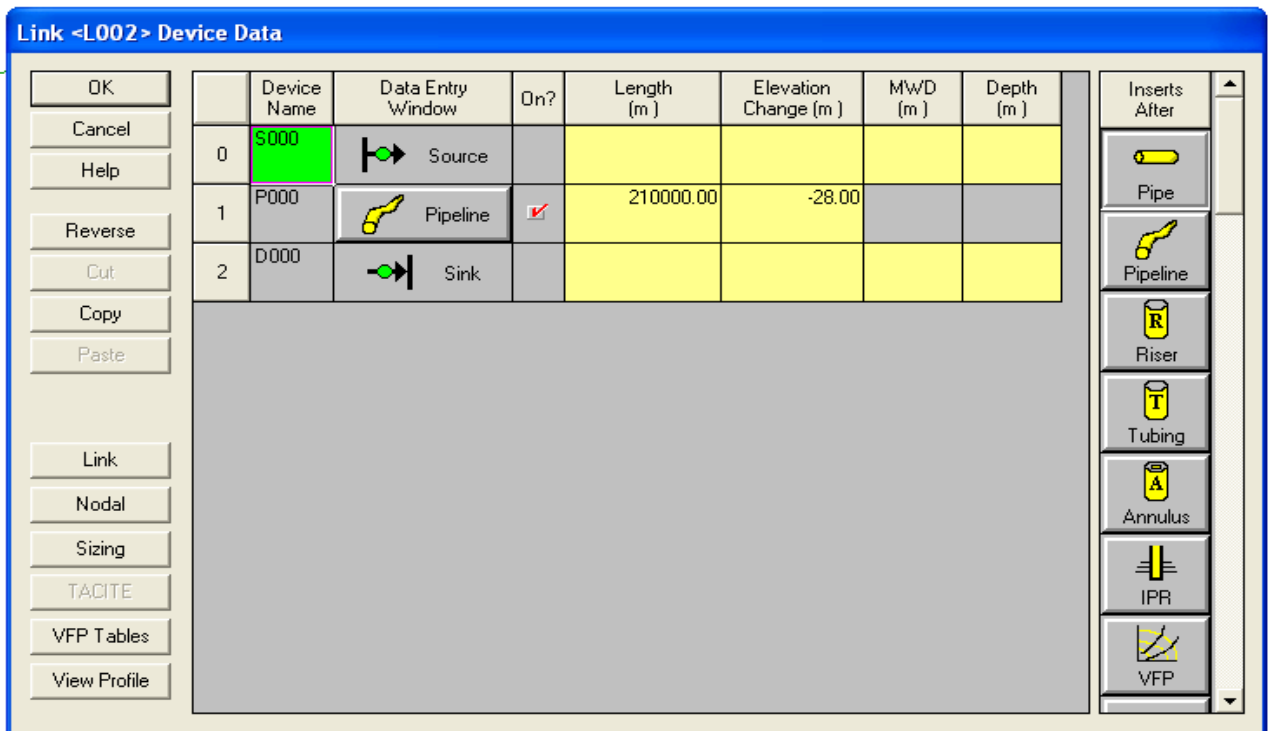 Link <L002> Device Data
OK
Cancel
Help
Reverse
Cut
Copy
Paste
Link
Nodal
Sizing
TACITE
VFP Tables
View Profile
Device Name
Data Entry Window
On?
Length (m )
Elevation Change (m )
MWD (m )
Depth (m )
0 S000 Source
1 P000 Pipeline 210000.00 -28.00
2 D000 Sink
Inserts After
Pipe
Pipeline
R
Riser
T
Tubing
A
Annulus
IPR
VFP